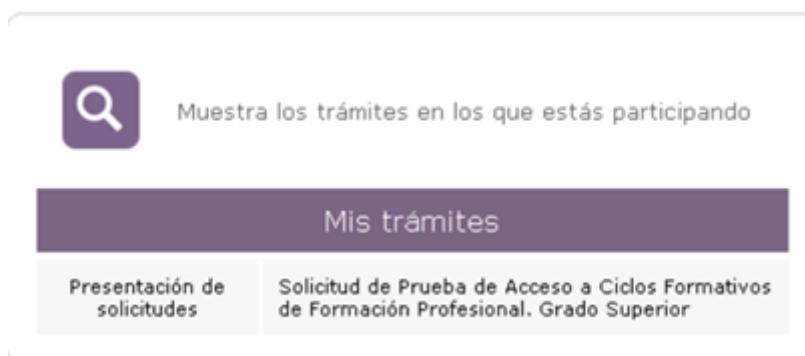 Muestra los trámites en los que estás participando
Mis trámites
Presentación de
solicitudes
Solicitud de Prueba de Acceso a Ciclos Formativos
de Formación Profesional. Grado Superior